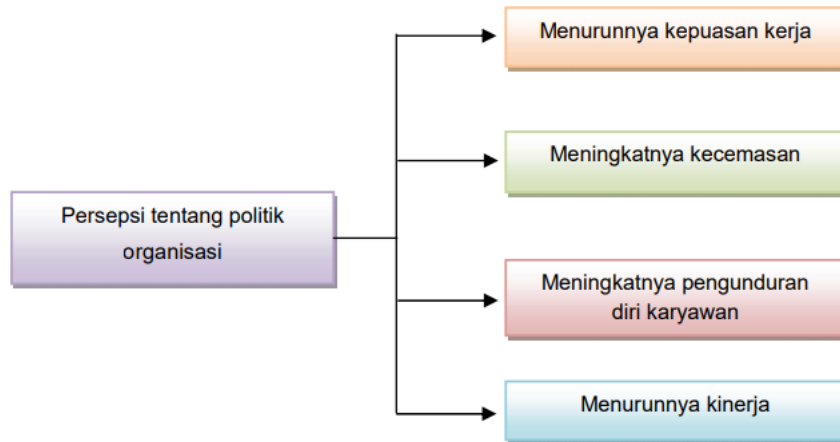 Persepsi tentang politik
organisasi
Menurunnya kepuasan kerja
Meningkatnya kecemasan
Meningkatnya pengunduran
diri karyawan
Menurunnya kinerja